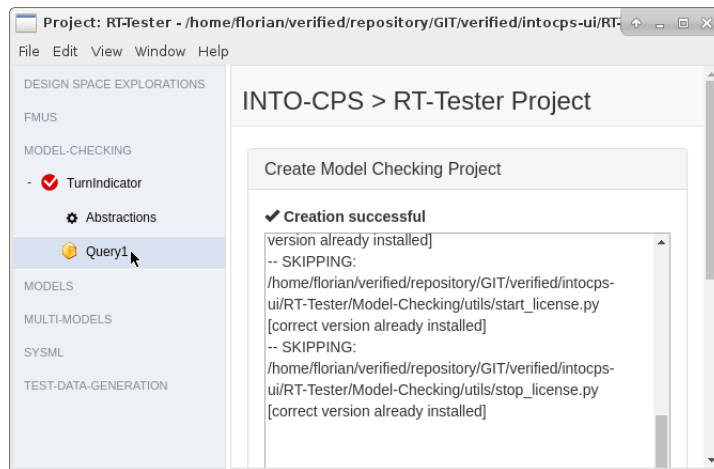 Project: RT-Tester - /home/florian/verified/repository/GIT/verified/intocps-ui/RT-
File Edit View Window Help
DESIGN SPACE EXPLORATIONS
FMUS
MODEL-CHECKING
- TurnIndicator
Abstractions
Query1
MODELS
MULTI-MODELS
SYSML
TEST-DATA-GENERATION
INTO-CPS > RT-Tester Project
Create Model Checking Project
Creation successful
version already installed]
-- SKIPPING:
/home/florian/verified/repository/GIT/verified/intocps-
ui/RT-Tester/Model-Checking/utils/start_license.py
[correct version already installed]
-- SKIPPING:
/home/florian/verified/repository/GIT/verified/intocps-
ui/RT-Tester/Model-Checking/utils/stop_license.py
[correct version already installed]